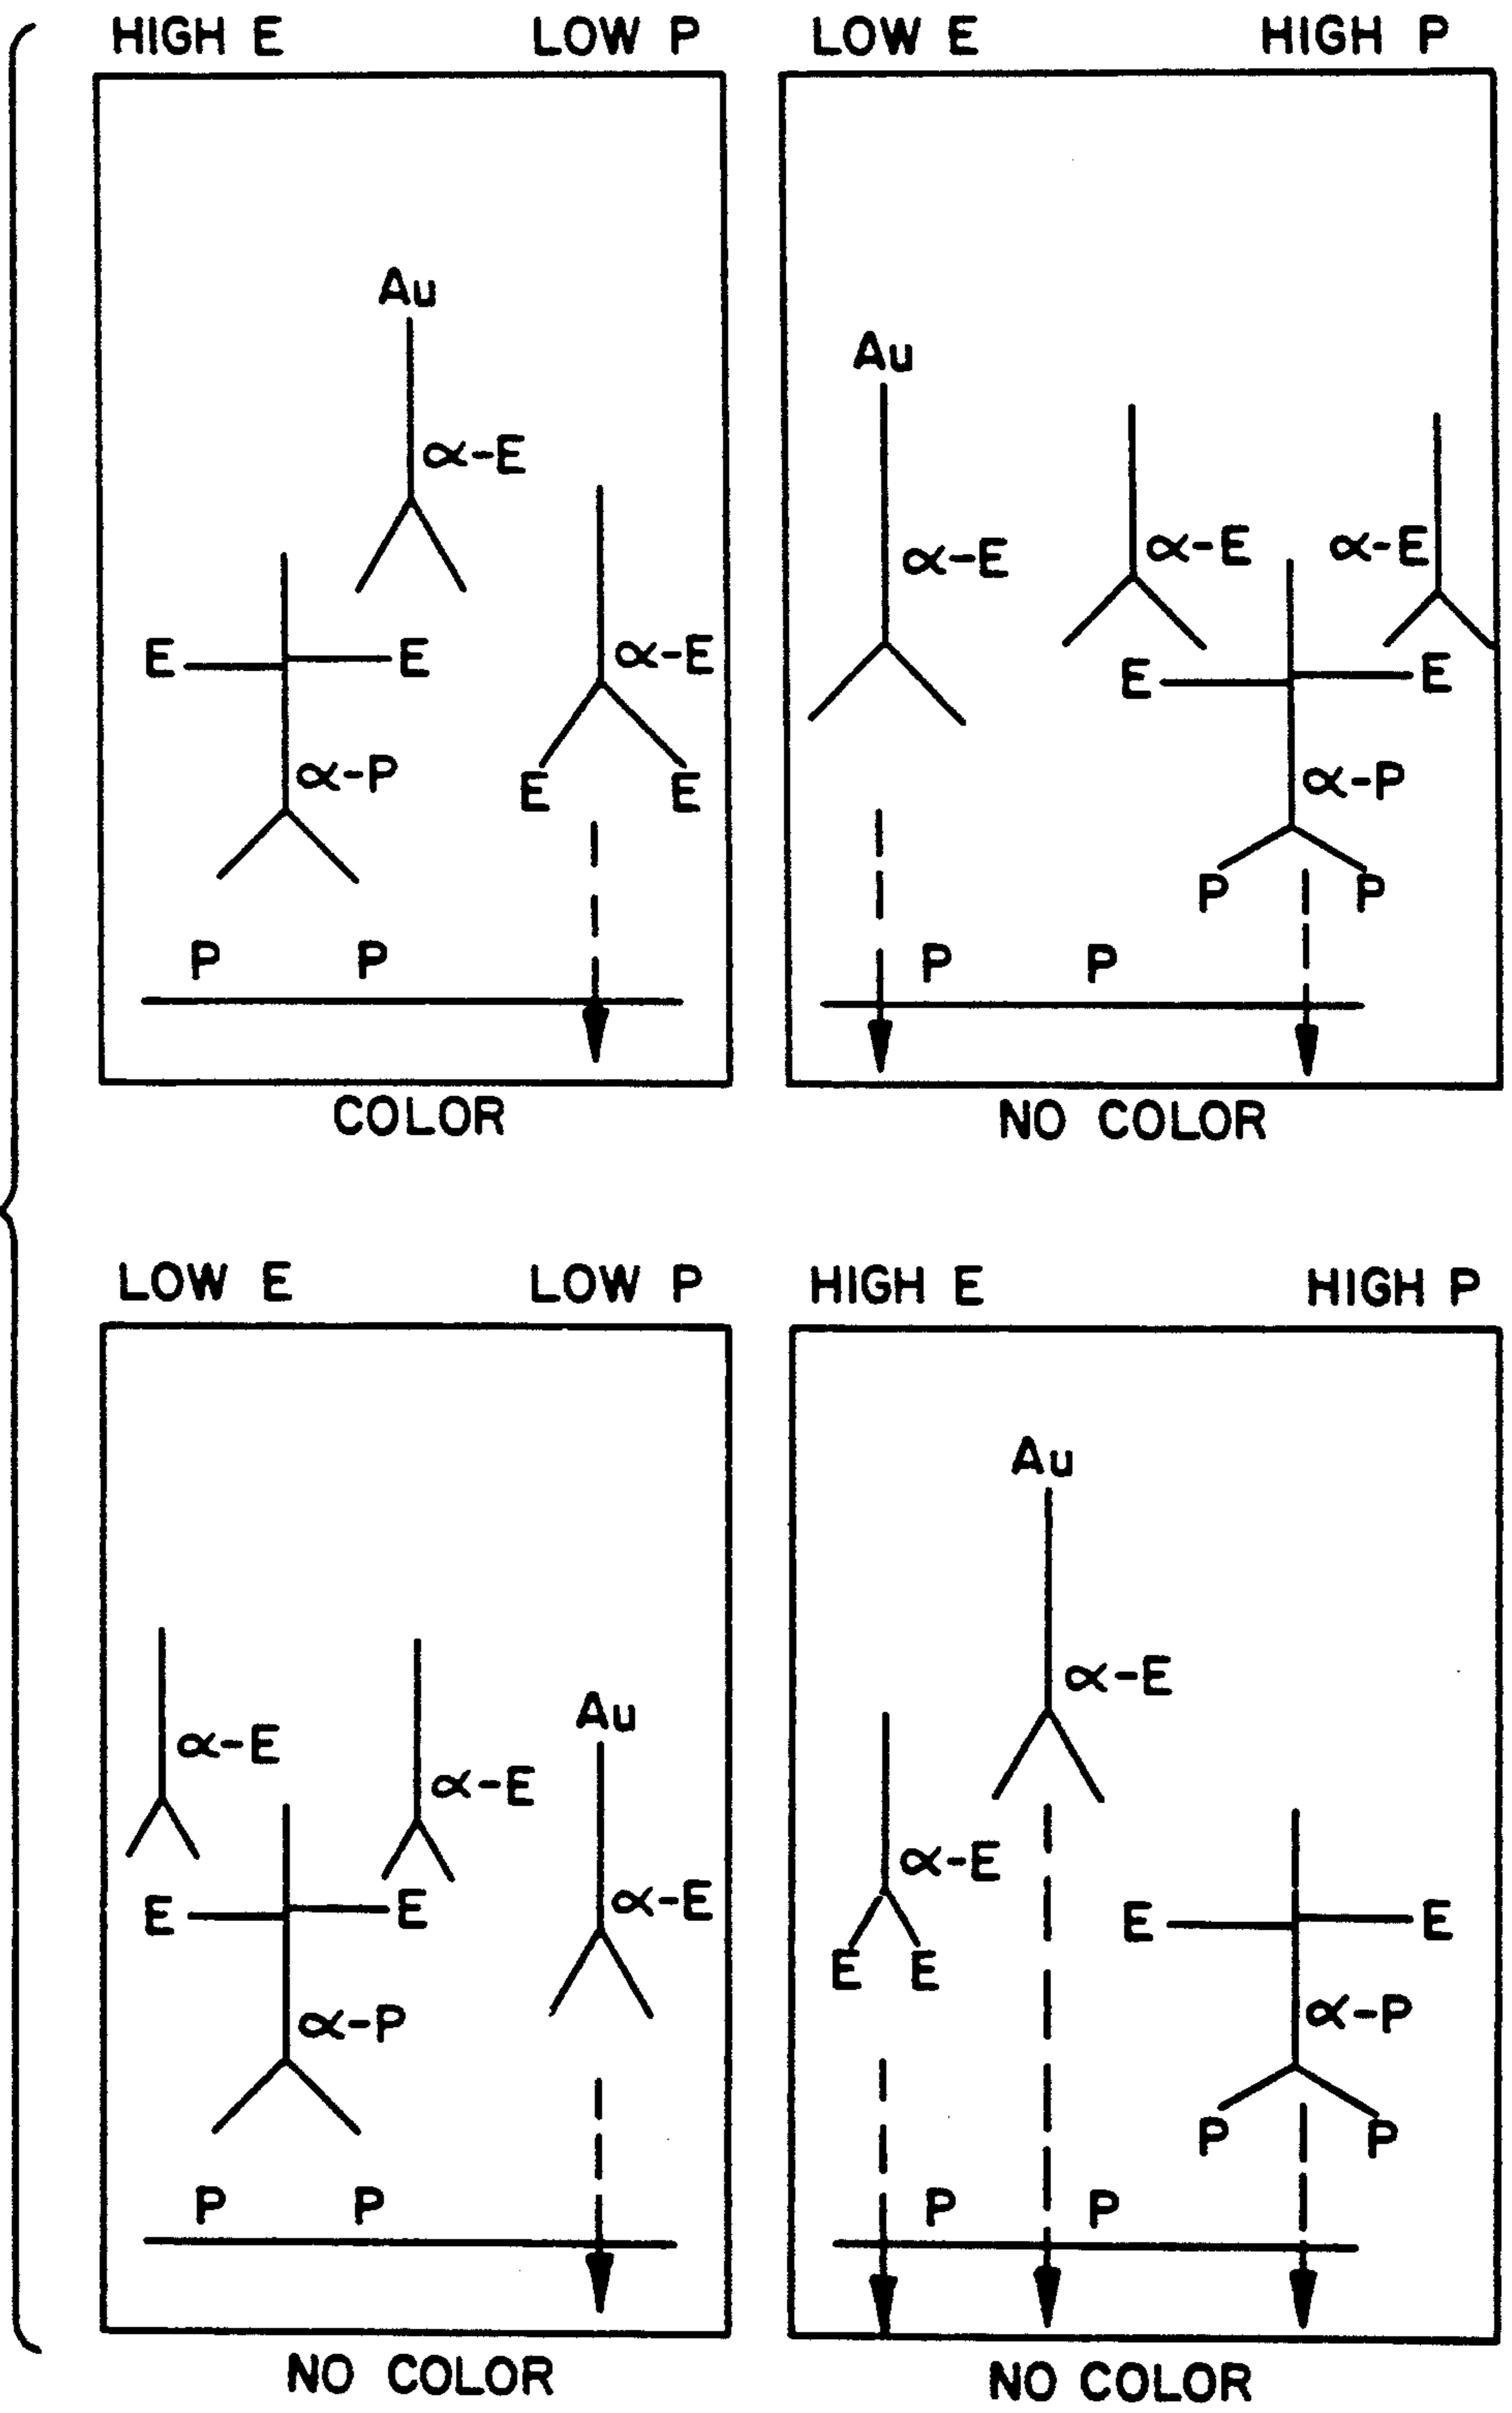 HIGH E LOW P
Au
∝-E
∝-E
E E
∝-P
E E
P P
COLOR
LOW E HIGH P
Au
∝-E ∝-E ∝-E
E E
∝-P
P P
P P
NO COLOR
LOW E LOW P
Au
∝-E
∝-E
∝-E
E E
∝-P
P P
NO COLOR
HIGH E HIGH P
Au
∝-E
∝-E
E E
E E
∝-P
P P
P P
NO COLOR